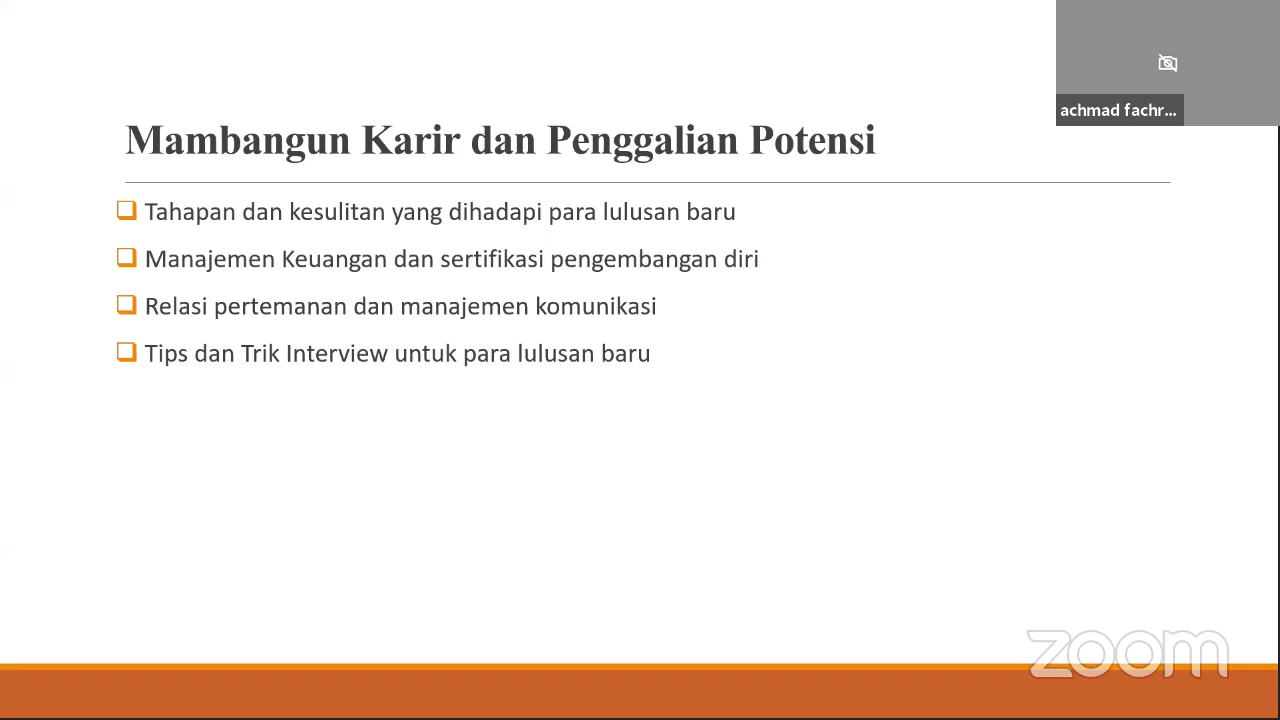 achmad fachr...
Mambangun Karir dan Penggalian Potensi
Tahapan dan kesulitan yang dihadapi para lulusan baru
Manajemen Keuangan dan sertifikasi pengembangan diri
Relasi pertemanan dan manajemen komunikasi
Tips dan Trik Interview untuk para lulusan baru
zoom